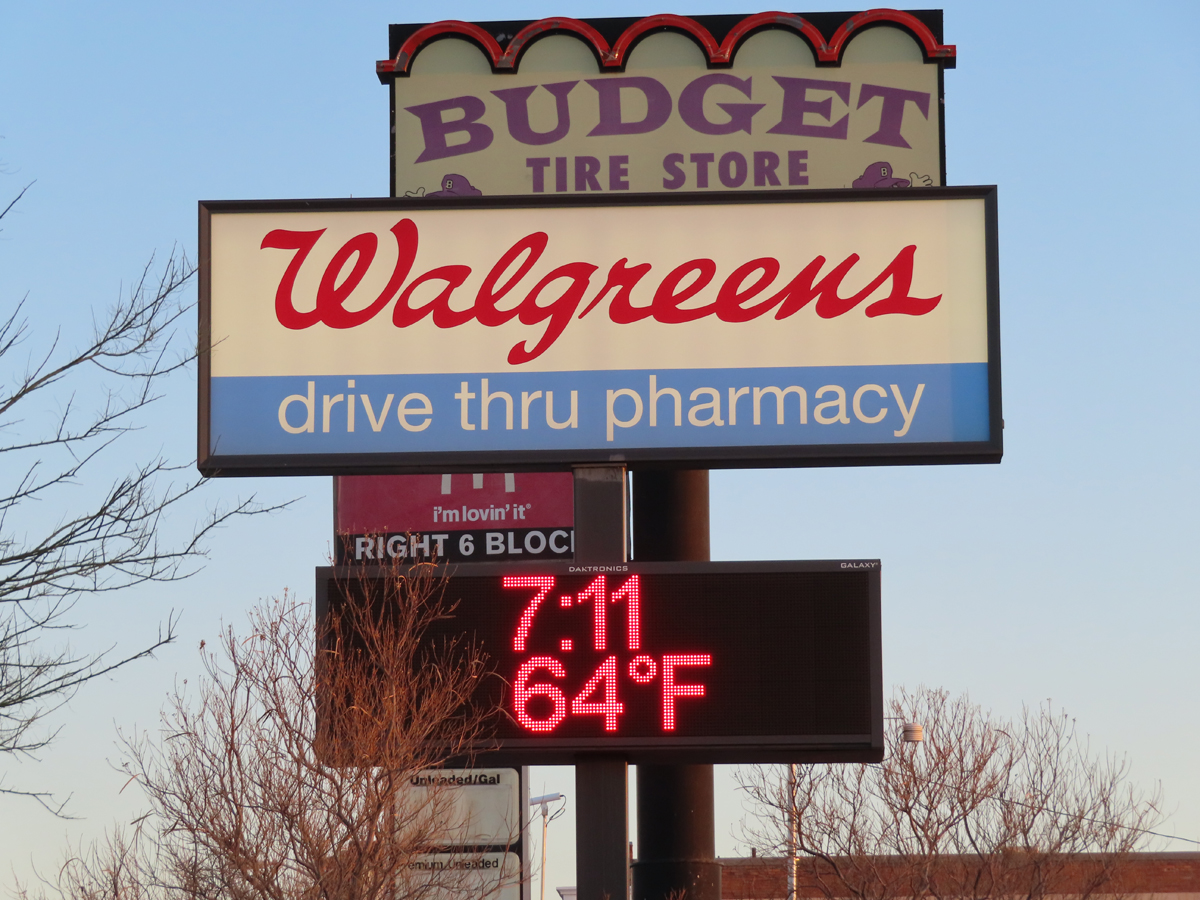 BUDGET
TIRE STORE
Walgreens
drive thru pharmacy
i'm lovin' it®
RIGHT 6 BLOC
DAKTRONICS
GALAXY
7:11
64°F
Unleaded/Gal
emium Unleaded